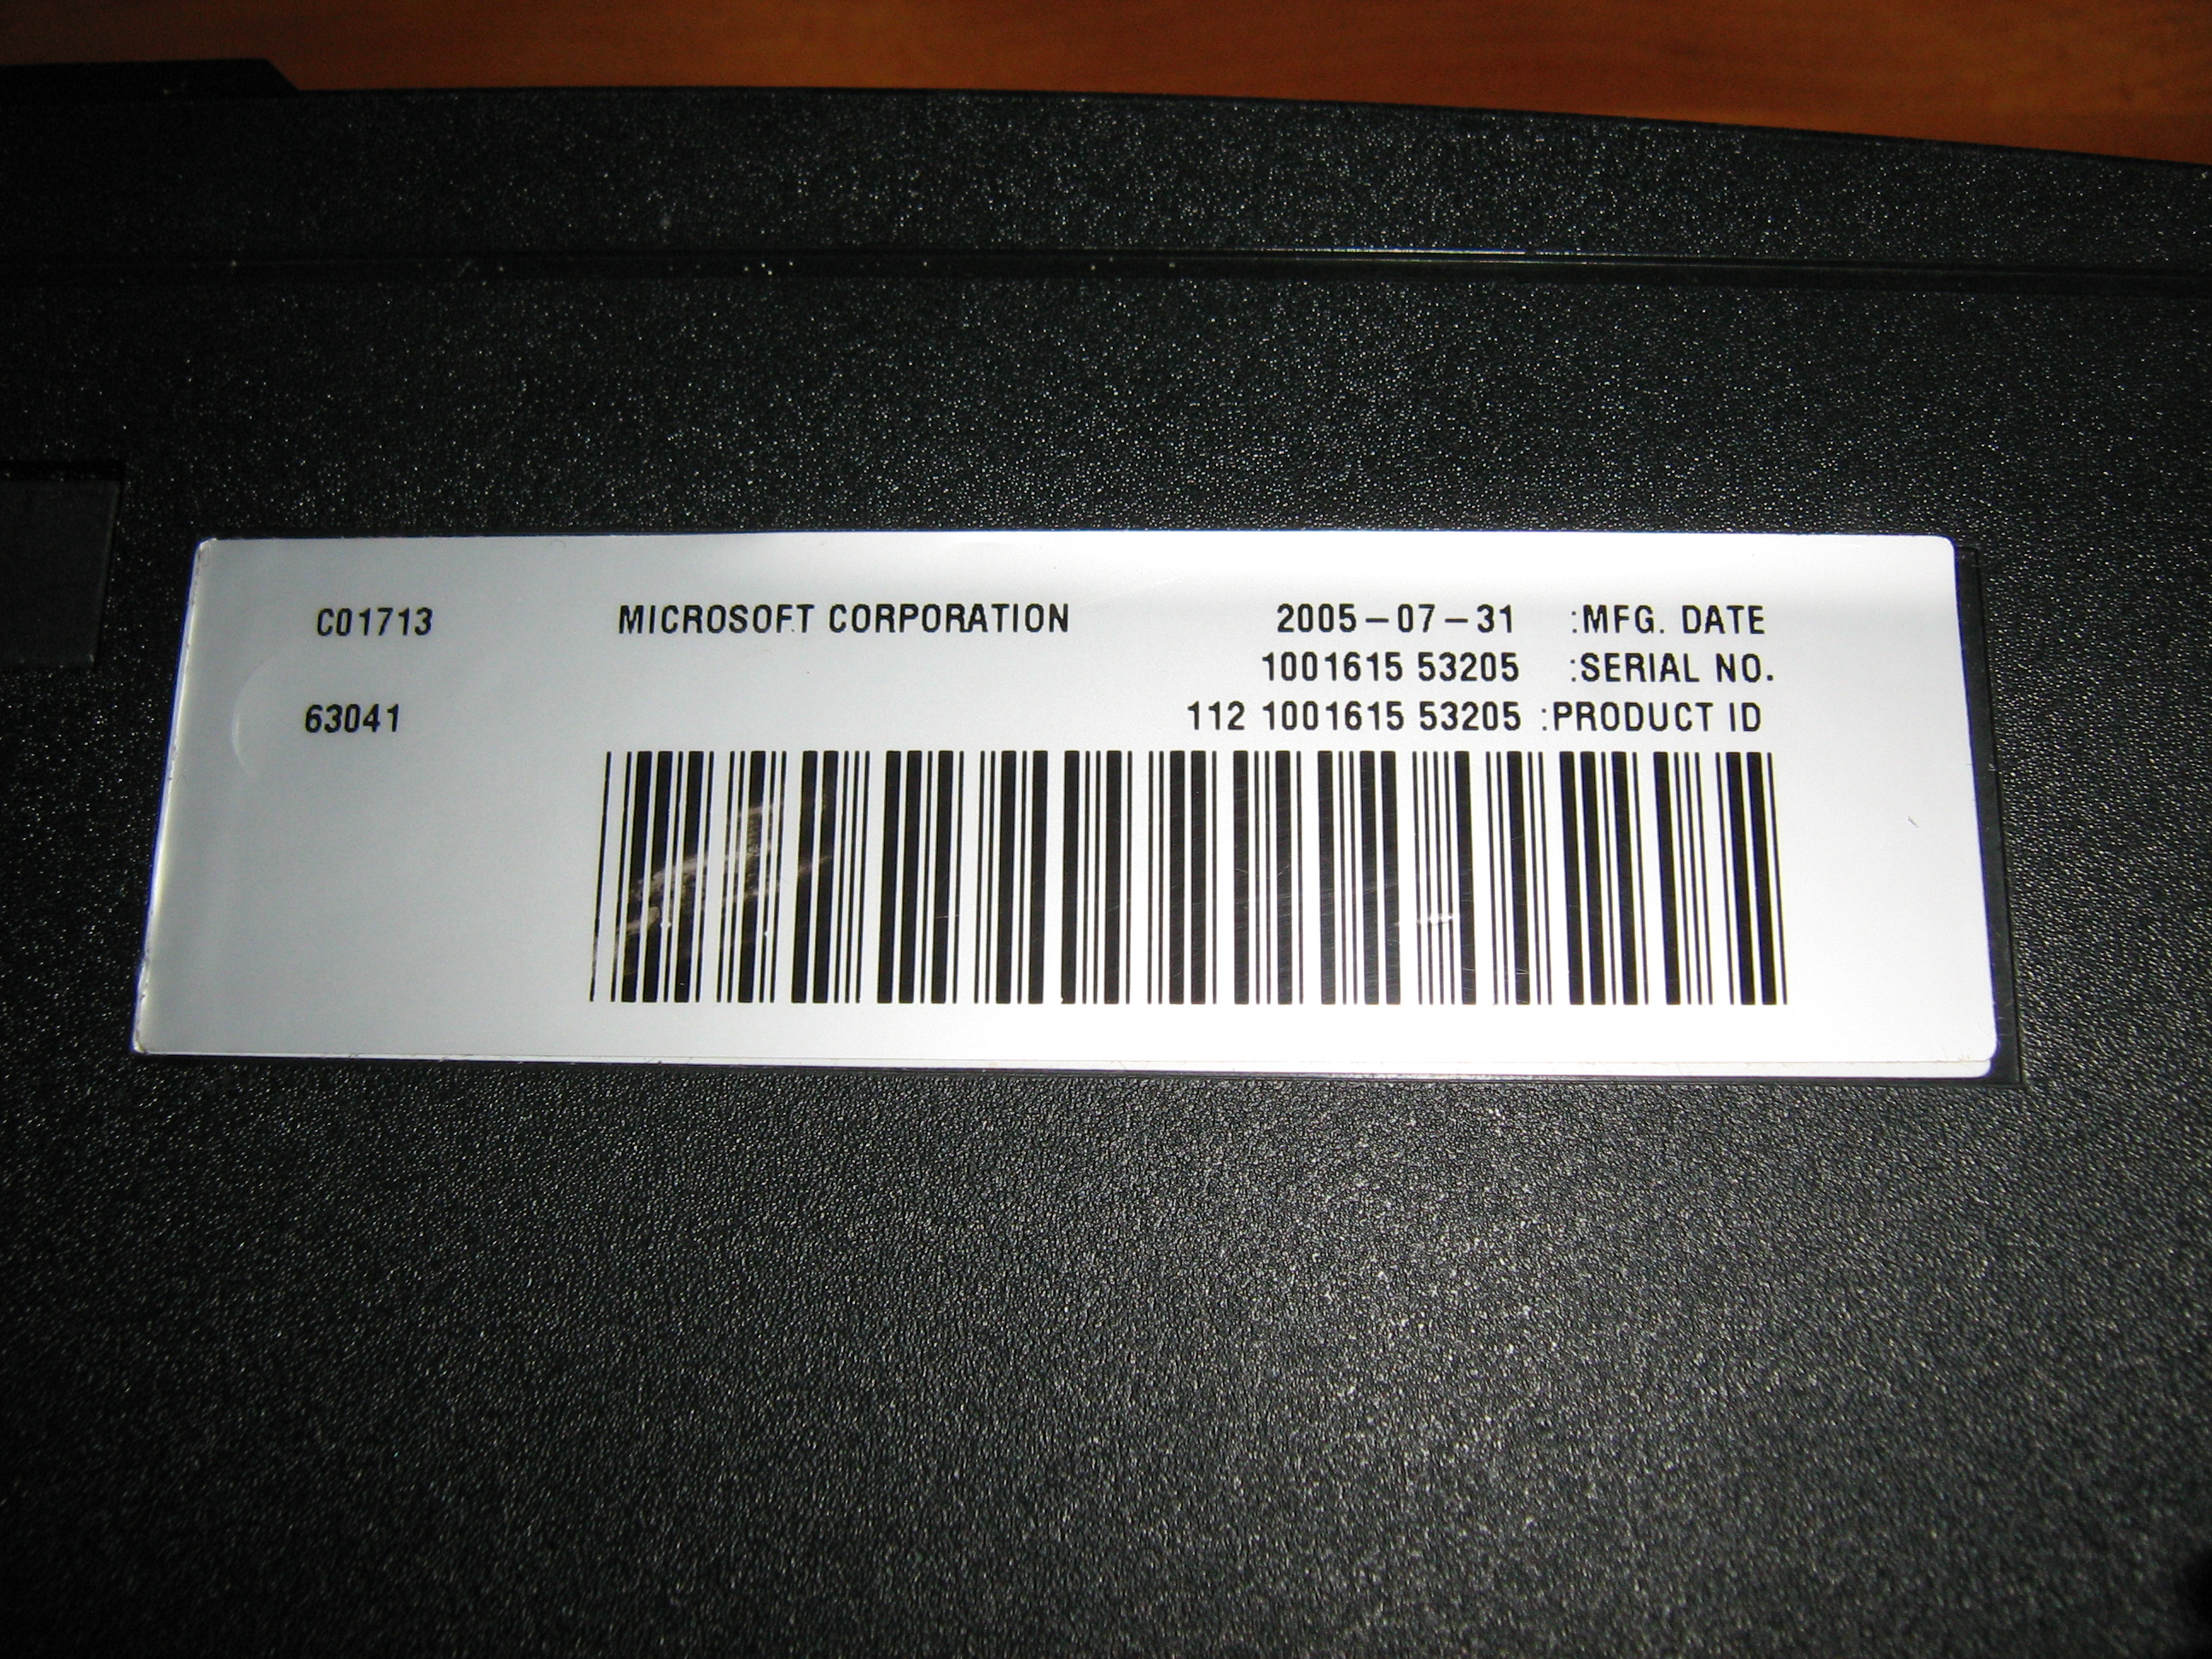 C01713 MICROSOFT CORPORATION 2005-07-31 :MFG. DATE
1001615 53205 :SERIAL NO.
63041 112 1001615 53205 :PRODUCT ID